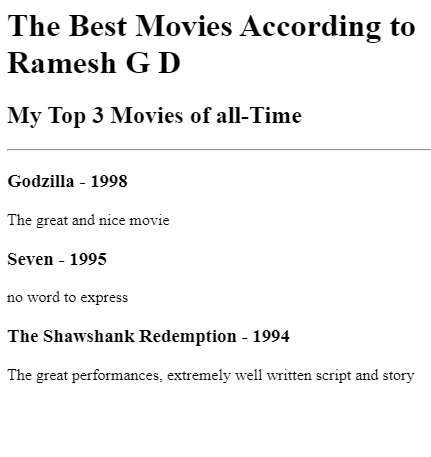 The Best Movies According to
Ramesh G D
My Top 3 Movies of all-Time
Godzilla - 1998
The great and nice movie
Seven - 1995
no word to express
The Shawshank Redemption - 1994
The great performances, extremely well written script and story